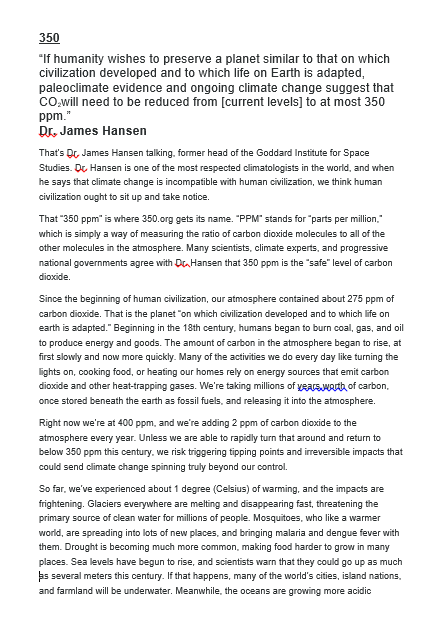 350
“If humanity wishes to preserve a planet similar to that on which
civilization developed and to which life on Earth is adapted,
paleoclimate evidence and ongoing climate change suggest that
CO₂will need to be reduced from [current levels] to at most 350
ppm.”
Dr. James Hansen
That's Dr. James Hansen talking, former head of the Goddard Institute for Space
Studies. Dr. Hansen is one of the most respected climatologists in the world, and when
he says that climate change is incompatible with human civilization, we think human
civilization ought to sit up and take notice.
That “350 ppm” is where 350.org gets its name. “PPM” stands for “parts per million,”
which is simply a way of measuring the ratio of carbon dioxide molecules to all of the
other molecules in the atmosphere. Many scientists, climate experts, and progressive
national governments agree with Dr. Hansen that 350 ppm is the “safe” level of carbon
dioxide.
Since the beginning of human civilization, our atmosphere contained about 275 ppm of
carbon dioxide. That is the planet “on which civilization developed and to which life on
earth is adapted.” Beginning in the 18th century, humans began to burn coal, gas, and oil
to produce energy and goods. The amount of carbon in the atmosphere began to rise, at
first slowly and now more quickly. Many of the activities we do every day like turning the
lights on, cooking food, or heating our homes rely on energy sources that emit carbon
dioxide and other heat-trapping gases. We're taking millions of years worth of carbon,
once stored beneath the earth as fossil fuels, and releasing it into the atmosphere.
Right now we're at 400 ppm, and we're adding 2 ppm of carbon dioxide to the
atmosphere every year. Unless we are able to rapidly turn that around and return to
below 350 ppm this century, we risk triggering tipping points and irreversible impacts that
could send climate change spinning truly beyond our control.
So far, we've experienced about 1 degree (Celsius) of warming, and the impacts are
frightening. Glaciers everywhere are melting and disappearing fast, threatening the
primary source of clean water for millions of people. Mosquitoes, who like a warmer
world, are spreading into lots of new places, and bringing malaria and dengue fever with
them. Drought is becoming much more common, making food harder to grow in many
places. Sea levels have begun to rise, and scientists warn that they could go up as much
as several meters this century. If that happens, many of the world's cities, island nations,
and farmland will be underwater. Meanwhile, the oceans are growing more acidic